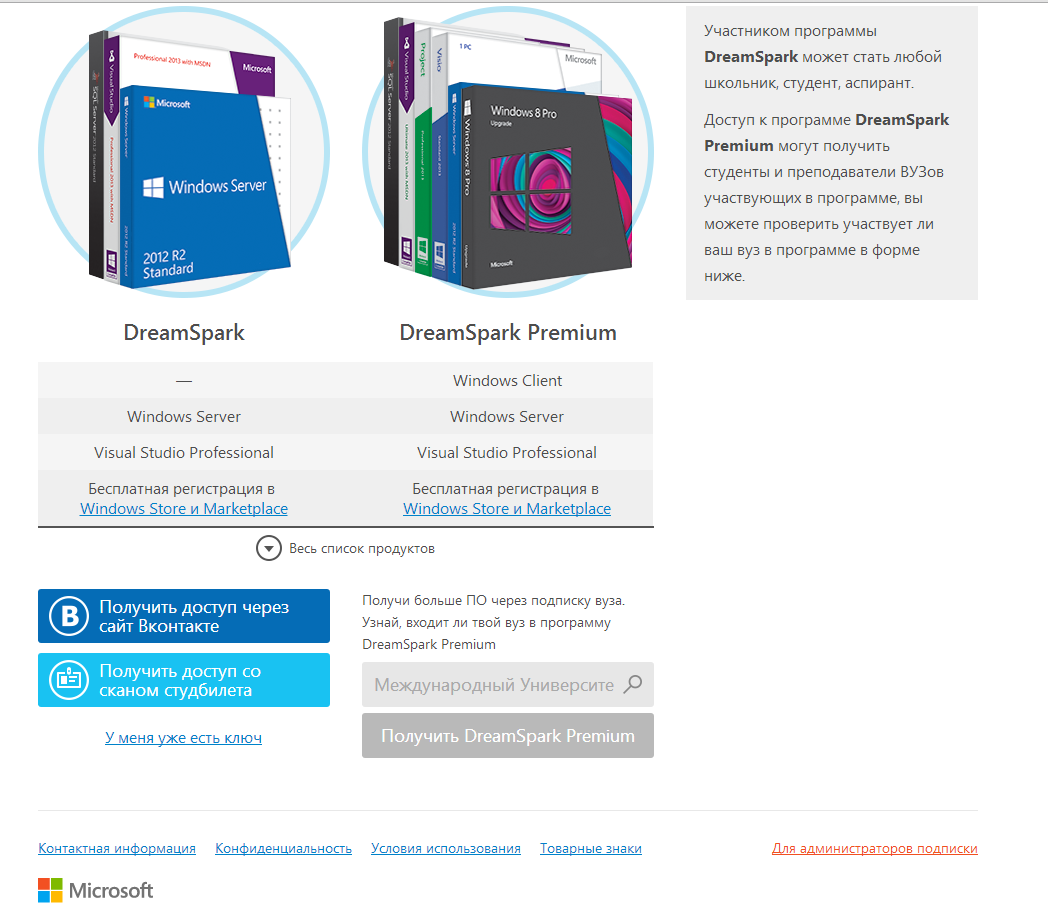 Professional 2013 with MSDN
Microsoft
SQL Server 2012 Standard
Visual Studio
Professional 2013 with MSDN
Windows Server
2012 R2 Standard
Microsoft
Windows Server
2012 R2
Standard
1 PC
Microsoft
SQL Server 2012 Standard
Visual Studio
Ultimate 2013 with MSDN
Project
Professional 2013
Visio
Standard 2013
Windows Server
2012 R2 Standard
Windows 8 Pro
Upgrade
Windows 8 Pro
Upgrade
Microsoft
Участником программы
DreamSpark может стать любой
школьник, студент, аспирант.
Доступ к программе DreamSpark
Premium могут получить
студенты и преподаватели ВУЗов
участвующих в программе, вы
можете проверить участвует ли
ваш вуз в программе в форме
ниже.
DreamSpark
DreamSpark Premium
—
Windows Client
Windows Server
Windows Server
Visual Studio Professional
Visual Studio Professional
Бесплатная регистрация в
Windows Store и Marketplace
Бесплатная регистрация в
Windows Store и Marketplace
Весь список продуктов
В
Получить доступ через
сайт Вконтакте
Получить доступ со
сканом студбилета
У меня уже есть ключ
Получи больше ПО через подписку вуза.
Узнай, входит ли твой вуз в программу
DreamSpark Premium
Международный Университе
Получить DreamSpark Premium
Контактная информация
Конфиденциальность
Условия использования
Товарные знаки
Для администраторов подписки
Microsoft